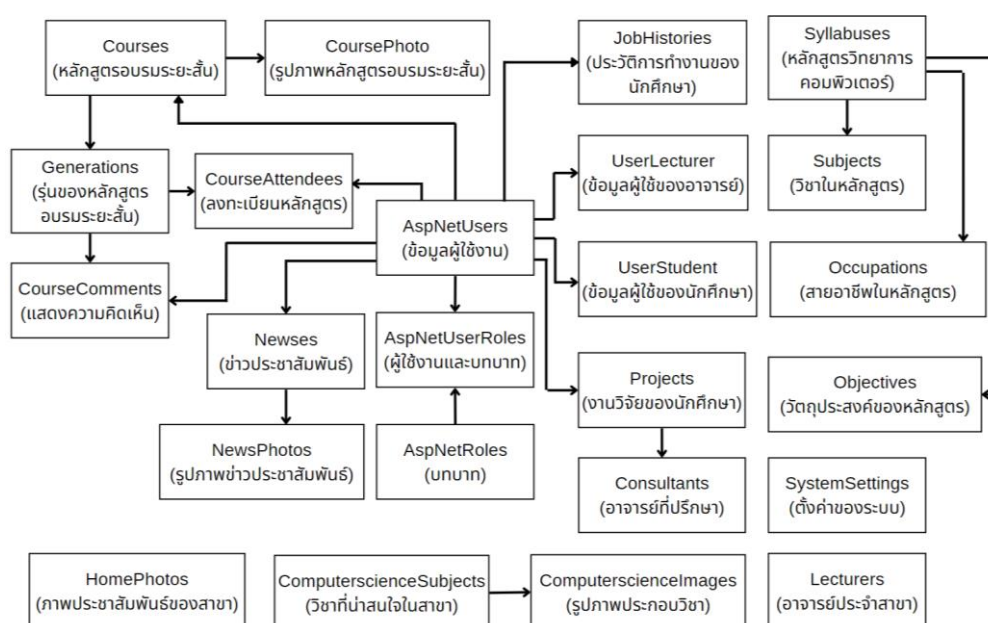 Courses
(หลักสูตรอบรมระยะสั้น)
CoursePhoto
(รูปภาพหลักสูตรอบรมระยะสั้น)
JobHistories
(ประวัติการทำงานของ
นักศึกษา)
Syllabuses
(หลักสูตรวิทยาการ
คอมพิวเตอร์)
Generations
(รุ่นของหลักสูตร
อบรมระยะสั้น)
CourseAttendees
(ลงทะเบียนหลักสูตร)
UserLecturer
(ข้อมูลผู้ใช้ของอาจารย์)
Subjects
(วิชาในหลักสูตร)
AspNetUsers
(ข้อมูลผู้ใช้งาน)
CourseComments
(แสดงความคิดเห็น)
UserStudent
(ข้อมูลผู้ใช้ของนักศึกษา)
Occupations
(สายอาชีพในหลักสูตร)
Newses
(ข่าวประชาสัมพันธ์)
AspNetUserRoles
(ผู้ใช้งานและบทบาท)
Projects
(งานวิจัยของนักศึกษา)
Objectives
(วัตถุประสงค์ของหลักสูตร)
NewsPhotos
(รูปภาพข่าวประชาสัมพันธ์)
AspNetRoles
(บทบาท)
Consultants
(อาจารย์ที่ปรึกษา)
SystemSettings
(ตั้งค่าของระบบ)
HomePhotos
(ภาพประชาสัมพันธ์ของสาขา)
ComputerscienceSubjects
(วิชาที่น่าสนใจในสาขา)
ComputerscienceImages
(รูปภาพประกอบวิชา)
Lecturers
(อาจารย์ประจำสาขา)